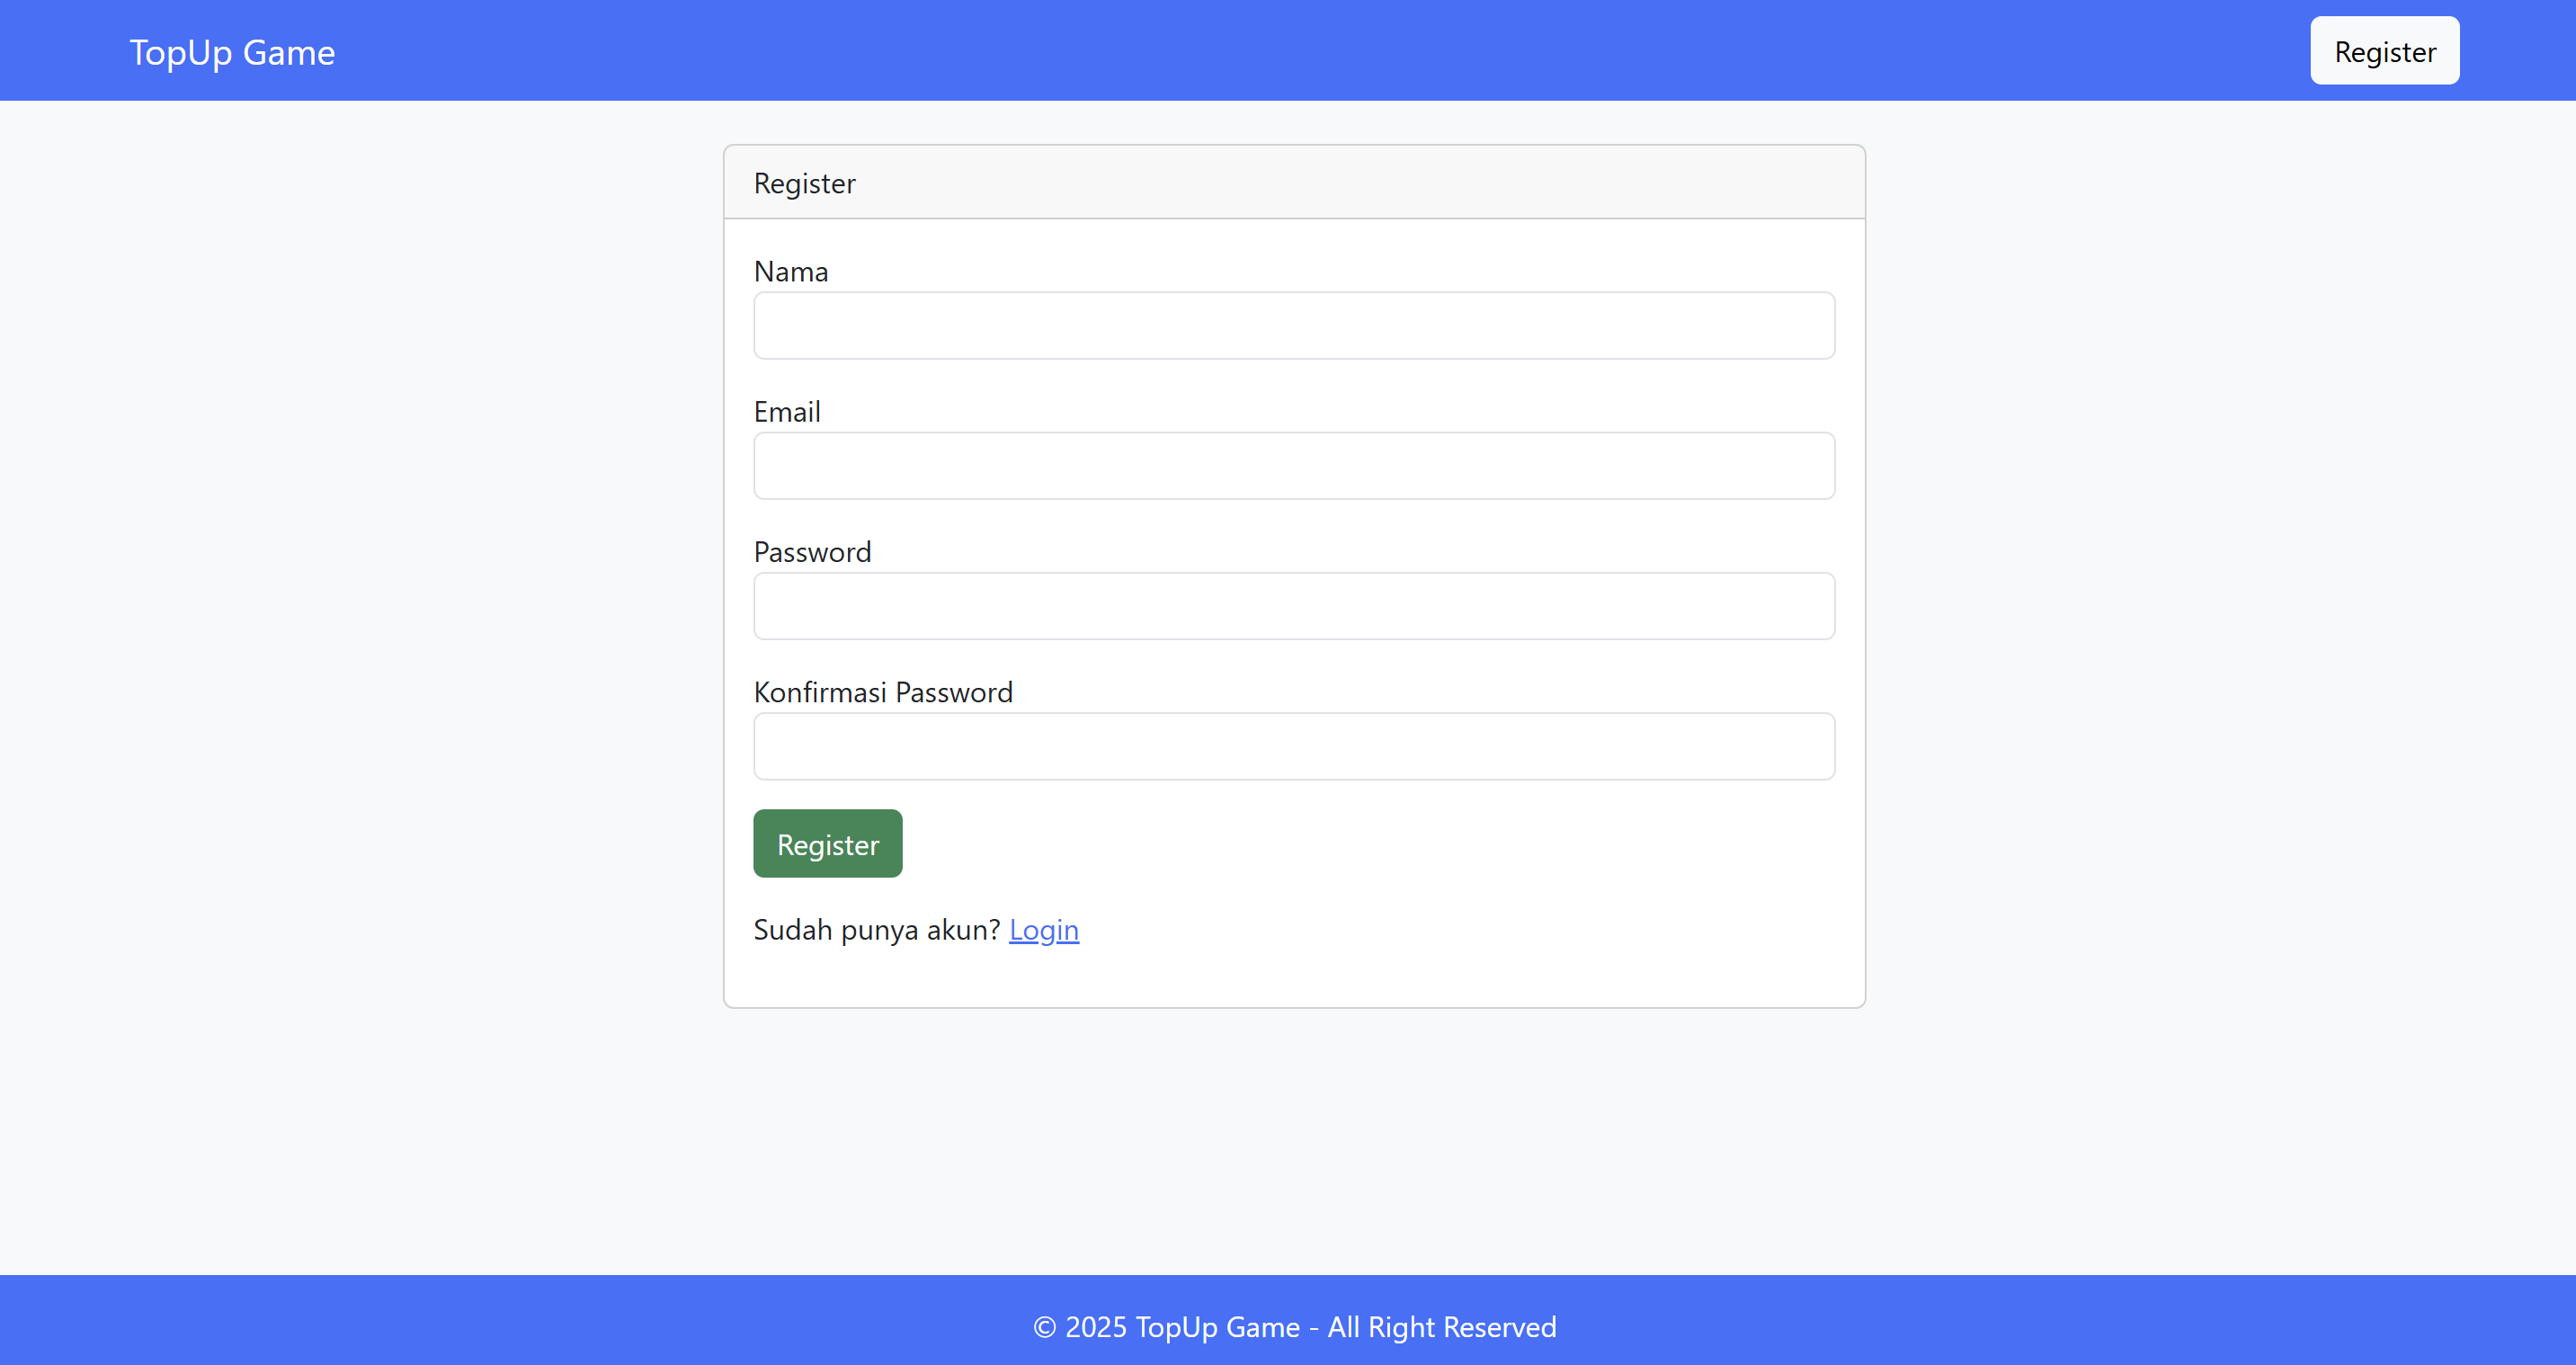 TopUp Game
Register
Register
Nama
Email
Password
Konfirmasi Password
Register
Sudah punya akun? Login
© 2025 TopUp Game - All Right Reserved